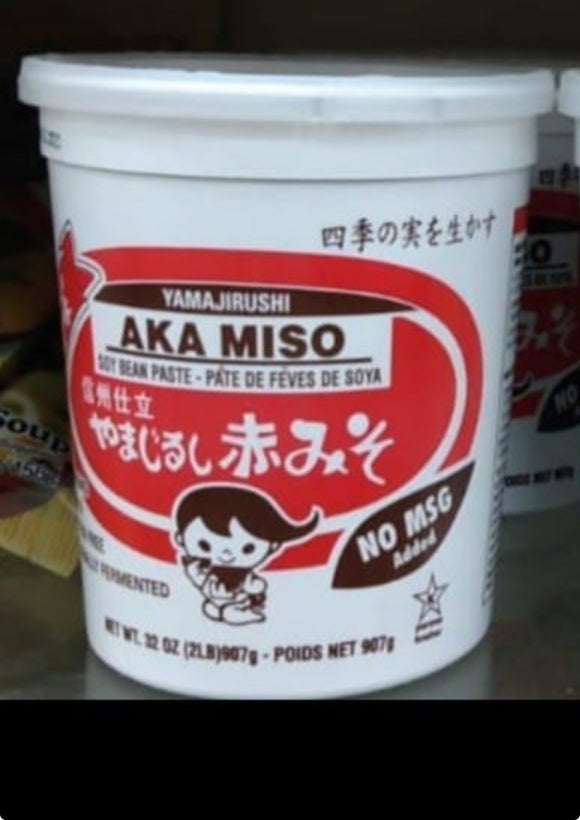 四季の実を生かす
YAMAJIRUSHI
AKA MISO
SOY BEAN PASTE - PÂTE DE FÈVES DE SOYA
信州仕立
やまじるし赤みそ
NO MSG
Added
FERMENTED
K
NET WT. 32 OZ (2LB)907g - POIDS NET 907g
Soup